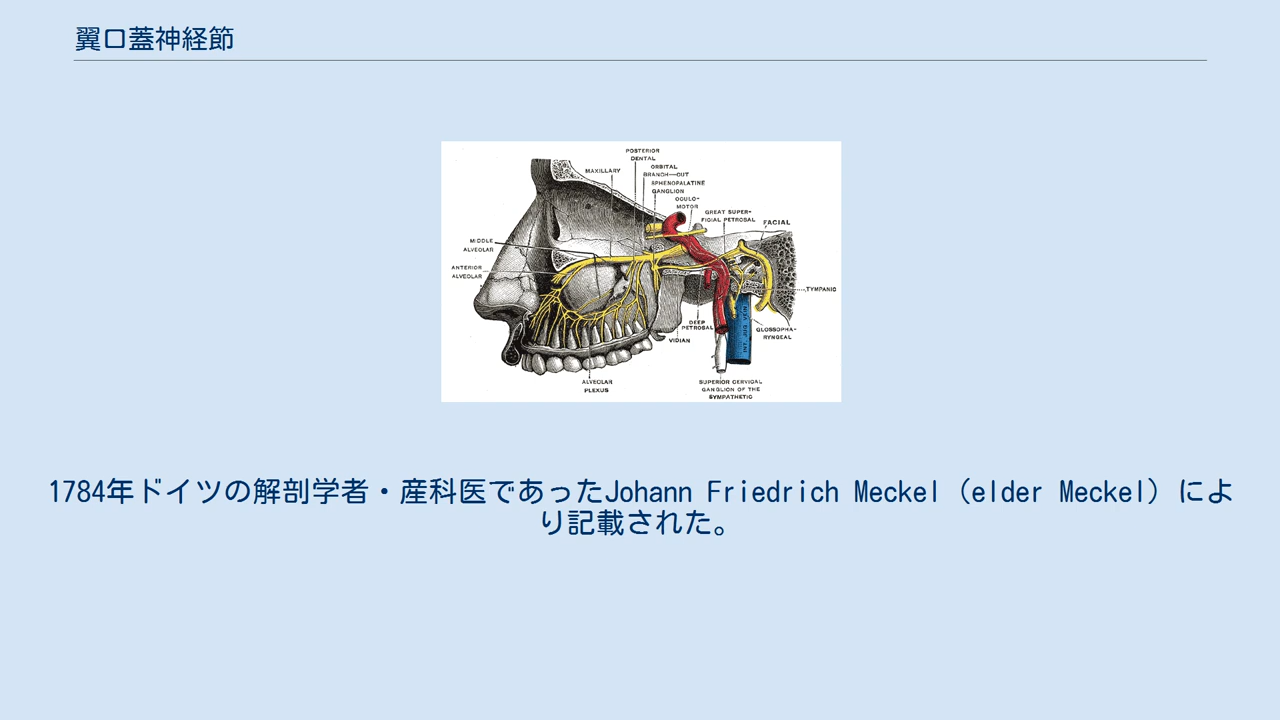 翼口蓋神経節
POSTERIOR
DENTAL
ORBITAL
BRANCH—CUT
MAXILLARY
SPHENOPALATINE
GANGLION
OCULO-
MOTOR
GREAT SUPER-
FICIAL PETROSAL
FACIAL
MIDDLE
ALVEOLAR
ANTERIOR
ALVEOLAR
TYMPANIC
INT. JUG. VEIN
DEEP
PETROSAL
GLOSSOPHA-
RYNGEAL
VIDIAN
ALVEOLAR
PLEXUS
SUPERIOR CERVICAL
GANGLION OF THE
SYMPATHETIC
1784年ドイツの解剖学者・産科医であったJohann Friedrich Meckel（elder Meckel）によ
り記載された。